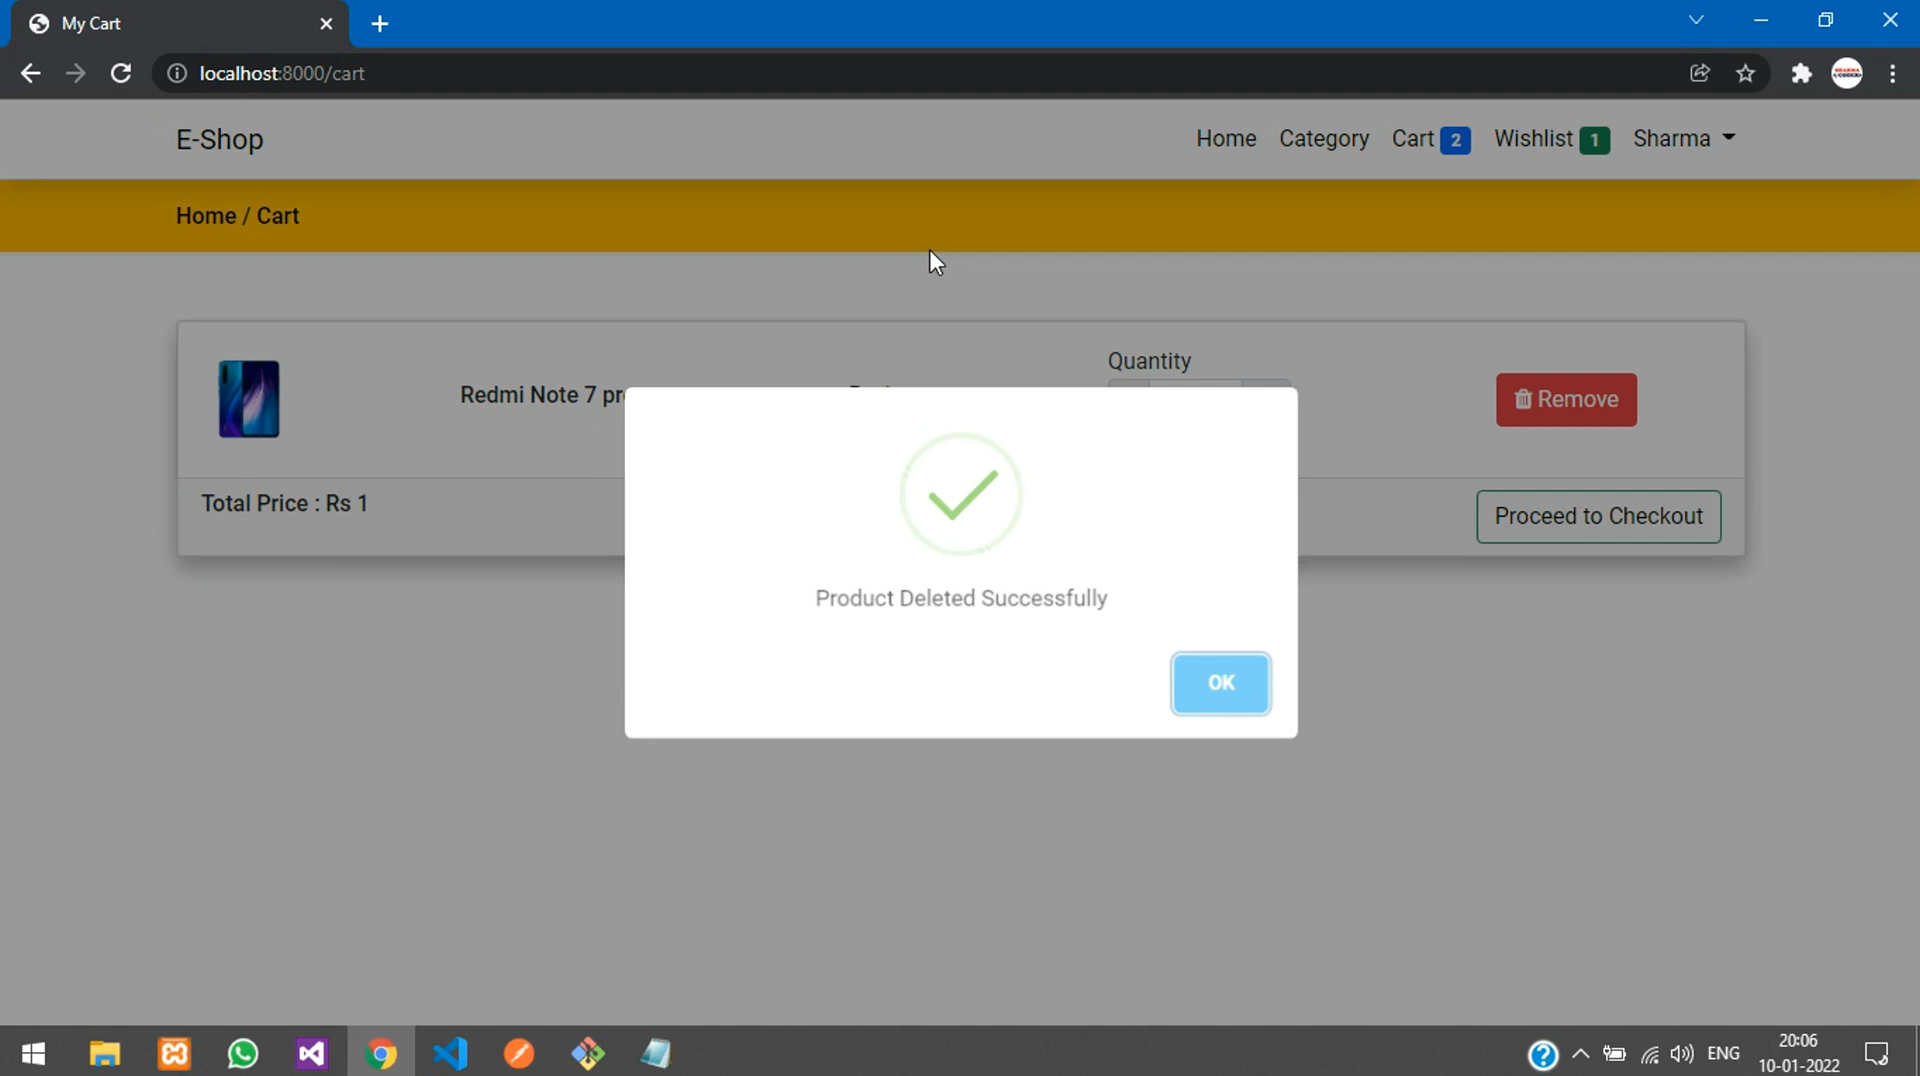 My Cart
localhost:8000/cart
E-Shop
Home Category Cart 2 Wishlist 1 Sharma
Home / Cart
Quantity
Redmi Note 7 pr
Remove
Total Price : Rs 1
Proceed to Checkout
Product Deleted Successfully
OK
ENG
20:06
10-01-2022